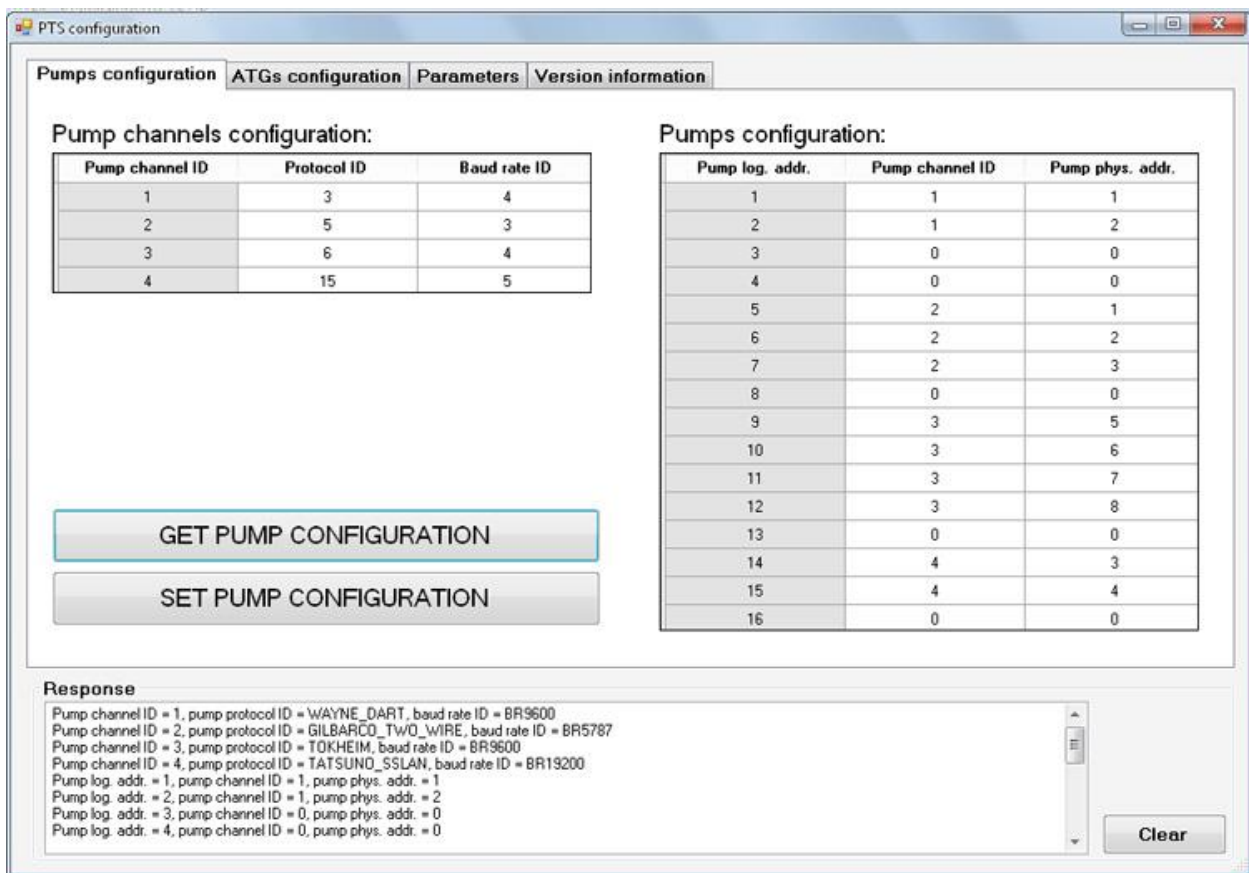 PTS configuration
Pumps configuration ATGs configuration Parameters Version information
Pump channels configuration:
Pump channel ID Protocol ID Baud rate ID
1 3 4
2 5 3
3 6 4
4 15 5
GET PUMP CONFIGURATION
SET PUMP CONFIGURATION
Pumps configuration:
Pump log. addr. Pump channel ID Pump phys. addr.
1 1 1
2 1 2
3 0 0
4 0 0
5 2 1
6 2 2
7 2 3
8 0 0
9 3 5
10 3 6
11 3 7
12 3 8
13 0 0
14 4 3
15 4 4
16 0 0
Response
Pump channel ID = 1, pump protocol ID = WAYNE_DART, baud rate ID = BR9600
Pump channel ID = 2, pump protocol ID = GILBARCO_TWO_WIRE, baud rate ID = BR5787
Pump channel ID = 3, pump protocol ID = TOKHEIM, baud rate ID = BR9600
Pump channel ID = 4, pump protocol ID = TATSUNO_SSLAN, baud rate ID = BR19200
Pump log. addr. = 1, pump channel ID = 1, pump phys. addr. = 1
Pump log. addr. = 2, pump channel ID = 1, pump phys. addr. = 2
Pump log. addr. = 3, pump channel ID = 0, pump phys. addr. = 0
Pump log. addr. = 4, pump channel ID = 0, pump phys. addr. = 0
Clear